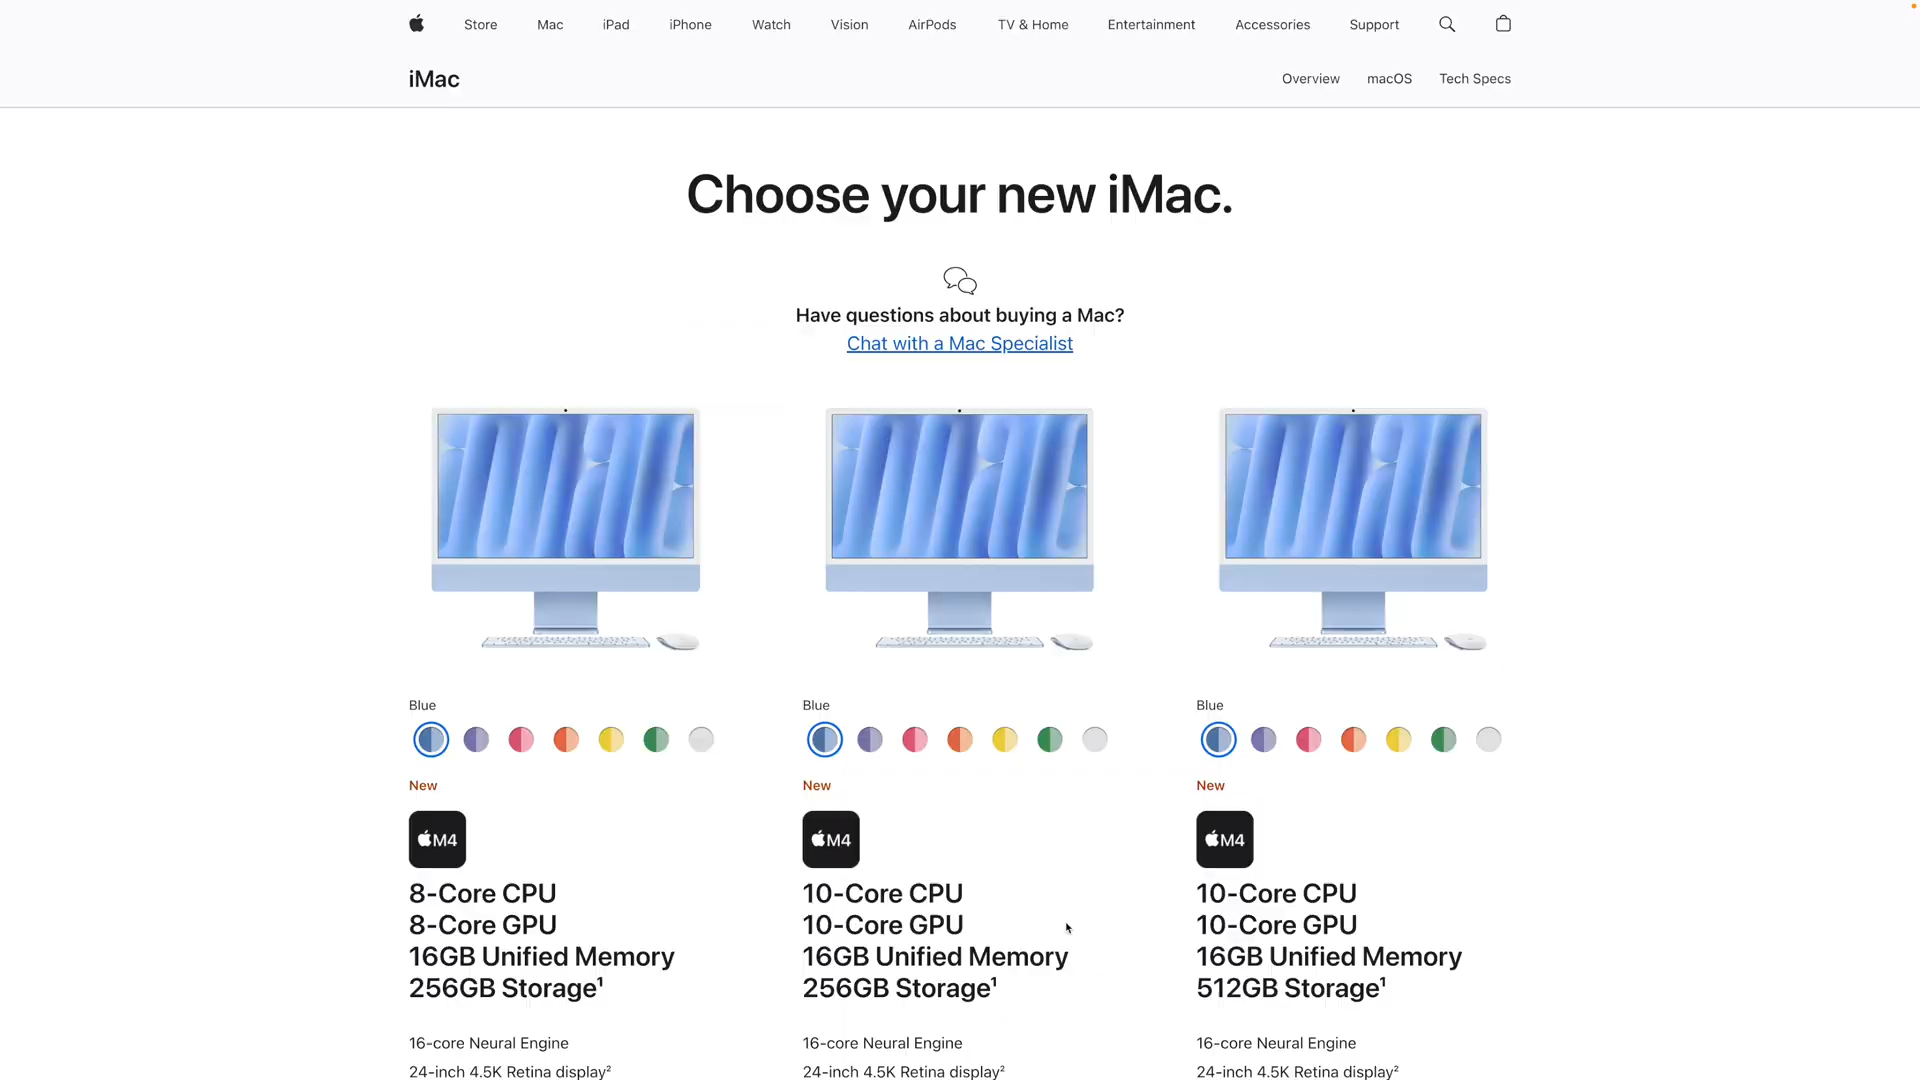 Store Mac iPad iPhone Watch Vision AirPods TV & Home Entertainment Accessories Support
iMac
Overview macOS Tech Specs
Choose your new iMac.
Have questions about buying a Mac?
Chat with a Mac Specialist
Blue
New
M4
8-Core CPU
8-Core GPU
16GB Unified Memory
256GB Storage¹
16-core Neural Engine
24-inch 4.5K Retina display²
Blue
New
M4
10-Core CPU
10-Core GPU
16GB Unified Memory
256GB Storage¹
16-core Neural Engine
24-inch 4.5K Retina display²
Blue
New
M4
10-Core CPU
10-Core GPU
16GB Unified Memory
512GB Storage¹
16-core Neural Engine
24-inch 4.5K Retina display²